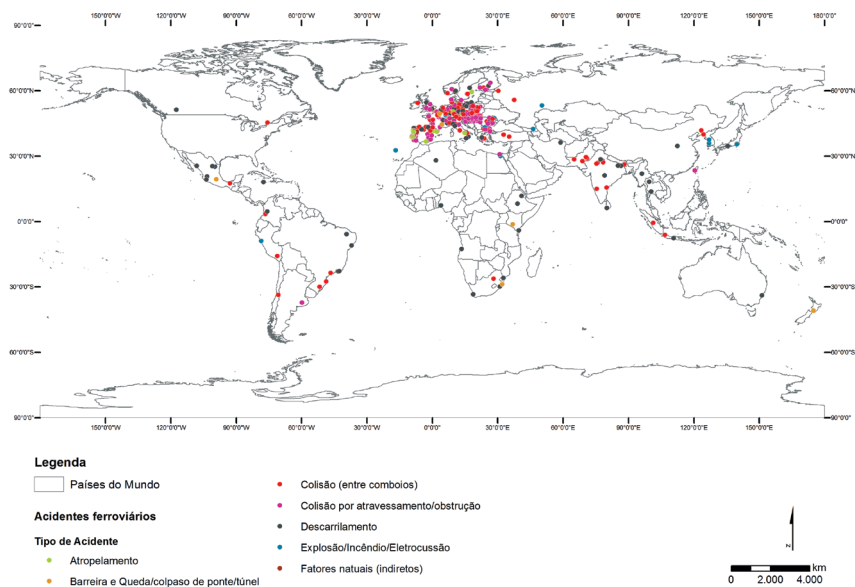 150°0'0"W 120°0'0"W 90°0'0"W 60°0'0"W 30°0'0"W 0°0'0" 30°0'0"E 60°0'0"E 90°0'0"E 120°0'0"E 150°0'0"E 180°0'0"
90°0'0"N 90°0'0"N
60°0'0"N 60°0'0"N
30°0'0"N 30°0'0"N
0°0'0" 0°0'0"
30°0'0"S 30°0'0"S
60°0'0"S 60°0'0"S
90°0'0"S 90°0'0"S
150°0'0"W 120°0'0"W 90°0'0"W 60°0'0"W 30°0'0"W 0°0'0" 30°0'0"E 60°0'0"E 90°0'0"E 120°0'0"E 150°0'0"E 180°0'0"
Legenda
Países do Mundo
Acidentes ferroviários
Tipo de Acidente
Atropelamento
Barreira e Queda/colpaso de ponte/túnel
Colisão (entre comboios)
Colisão por atravessamento/obstrução
Descarrilamento
Explosão/Incêndio/Eletrocussão
Fatores natuais (indiretos)
N
0 2.000 4.000
km